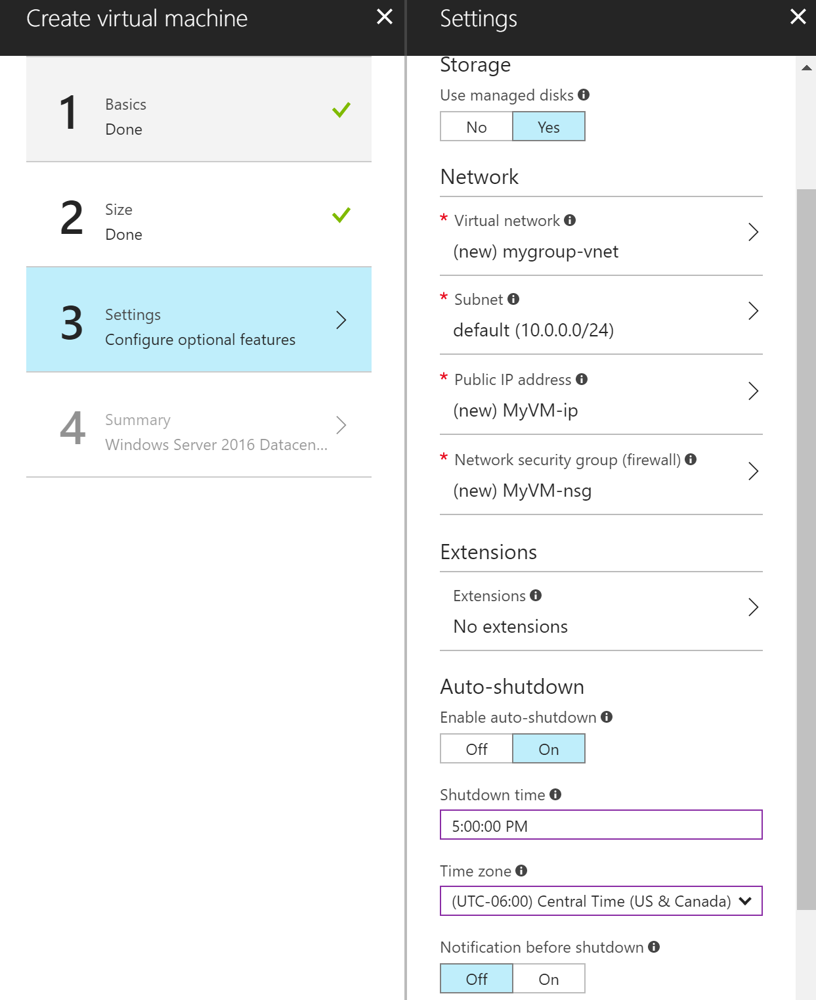 Create virtual machine
1
Basics
Done
2
Size
Done
3
Settings
Configure optional features
4
Summary
Windows Server 2016 Datacen...
Settings
Storage
Use managed disks
No
Yes
Network
* Virtual network
(new) mygroup-vnet
* Subnet
default (10.0.0.0/24)
* Public IP address
(new) MyVM-ip
* Network security group (firewall)
(new) MyVM-nsg
Extensions
Extensions
No extensions
Auto-shutdown
Enable auto-shutdown
Off
On
Shutdown time
5:00:00 PM
Time zone
(UTC-06:00) Central Time (US & Canada)
Notification before shutdown
Off
On